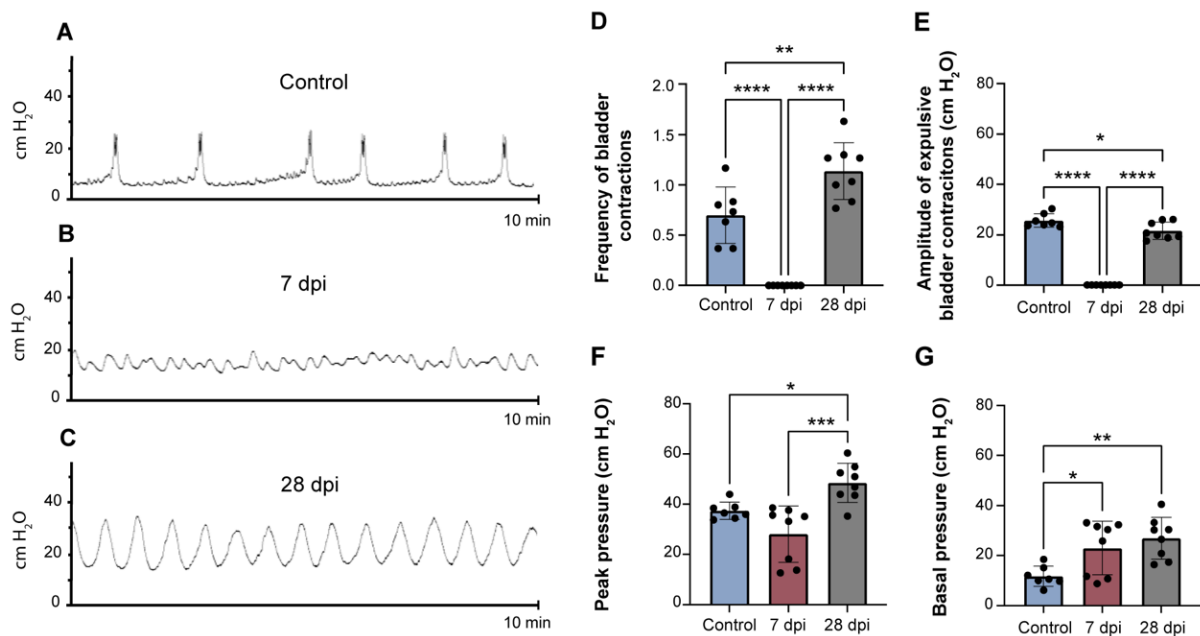 A
Control
cm H₂O
40
20
0
10 min
B
7 dpi
cm H₂O
40
20
0
10 min
C
28 dpi
cm H₂O
40
20
0
10 min
D
Frequency of bladder
contractions
2.0
1.5
1.0
0.5
0.0
**
**** ****
Control 7 dpi 28 dpi
E
Amplitude of expulsive
bladder contracitons (cm H₂O)
80
60
40
20
0
*
**** ****
Control 7 dpi 28 dpi
F
Peak pressure (cm H₂O)
80
60
40
20
0
*
***
Control 7 dpi 28 dpi
G
Basal pressure (cm H₂O)
80
60
40
20
0
**
*
Control 7 dpi 28 dpi